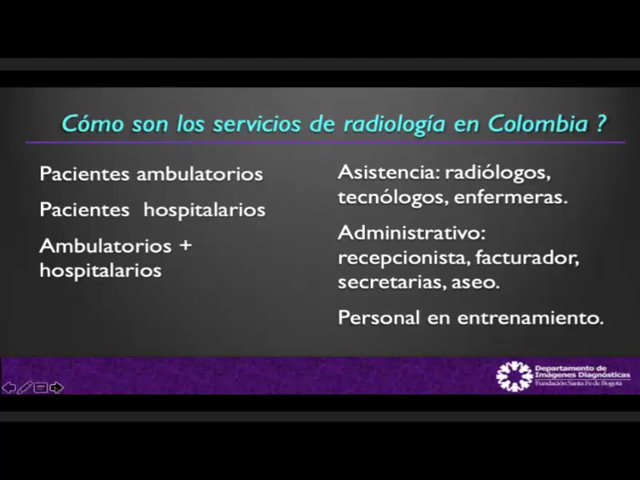 Cómo son los servicios de radiología en Colombia ?
Pacientes ambulatorios
Pacientes hospitalarios
Ambulatorios +
hospitalarios
Asistencia: radiólogos,
tecnólogos, enfermeras.
Administrativo:
recepcionista, facturador,
secretarias, aseo.
Personal en entrenamiento.
Departamento de
Imágenes Diagnósticas
Fundación Santa Fe de Bogotá